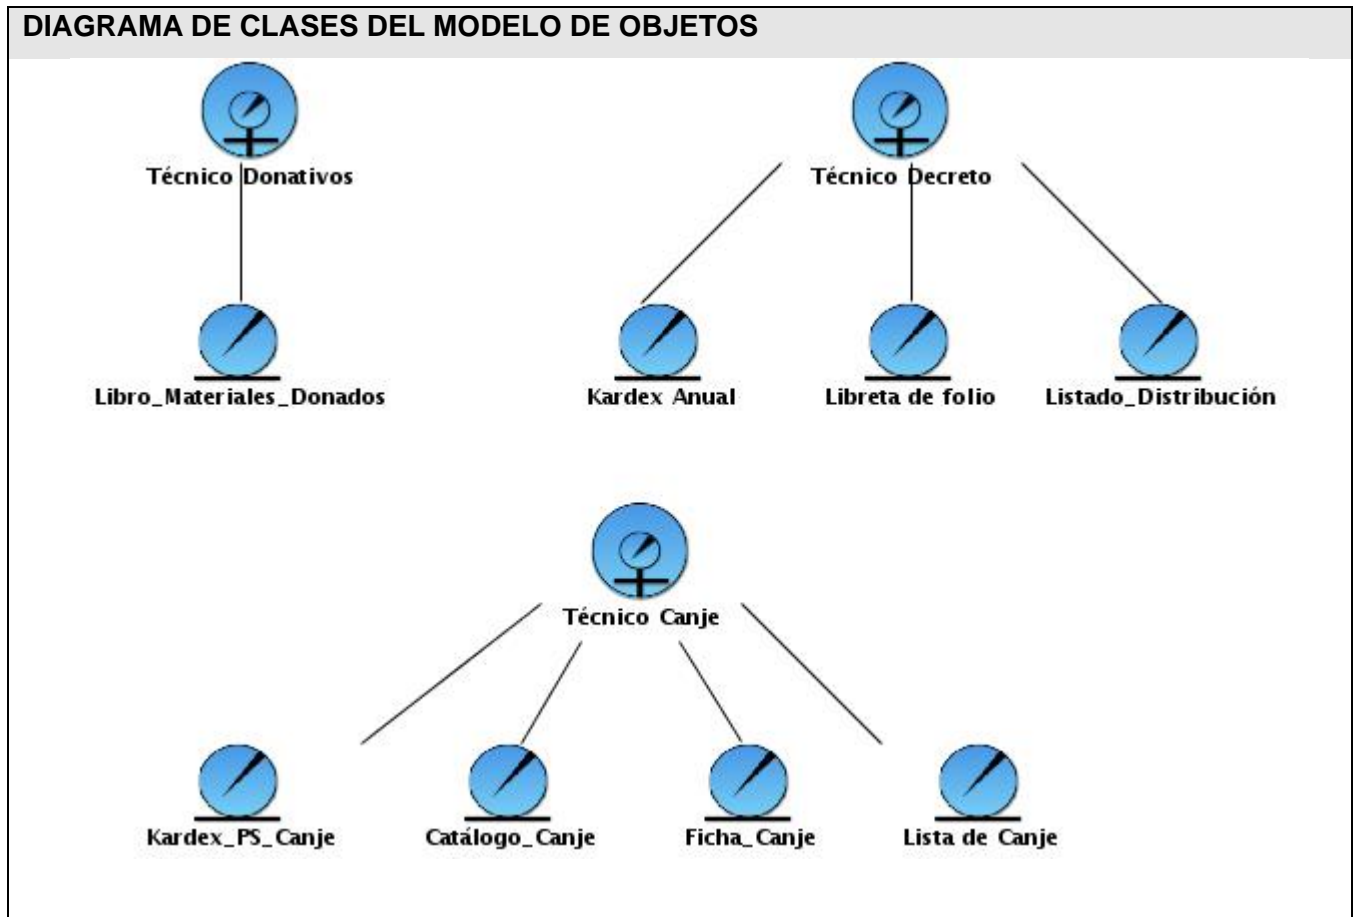 DIAGRAMA DE CLASES DEL MODELO DE OBJETOS
Técnico Donativos
Técnico Decreto
Libro_Materiales_Donados
Kardex Anual
Libreta de folio
Listado_Distribución
Técnico Canje
Kardex_PS_Canje
Catálogo_Canje
Ficha_Canje
Lista de Canje